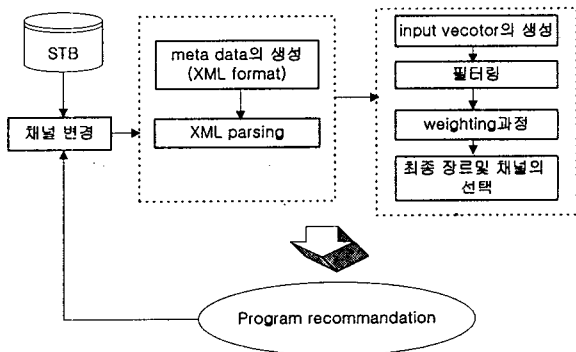 STB
채널 변경
meta data의 생성
(XML format)
XML parsing
input vecotor의 생성
필터링
weighting과정
최종 장르및 채널의
선택
Program recommandation